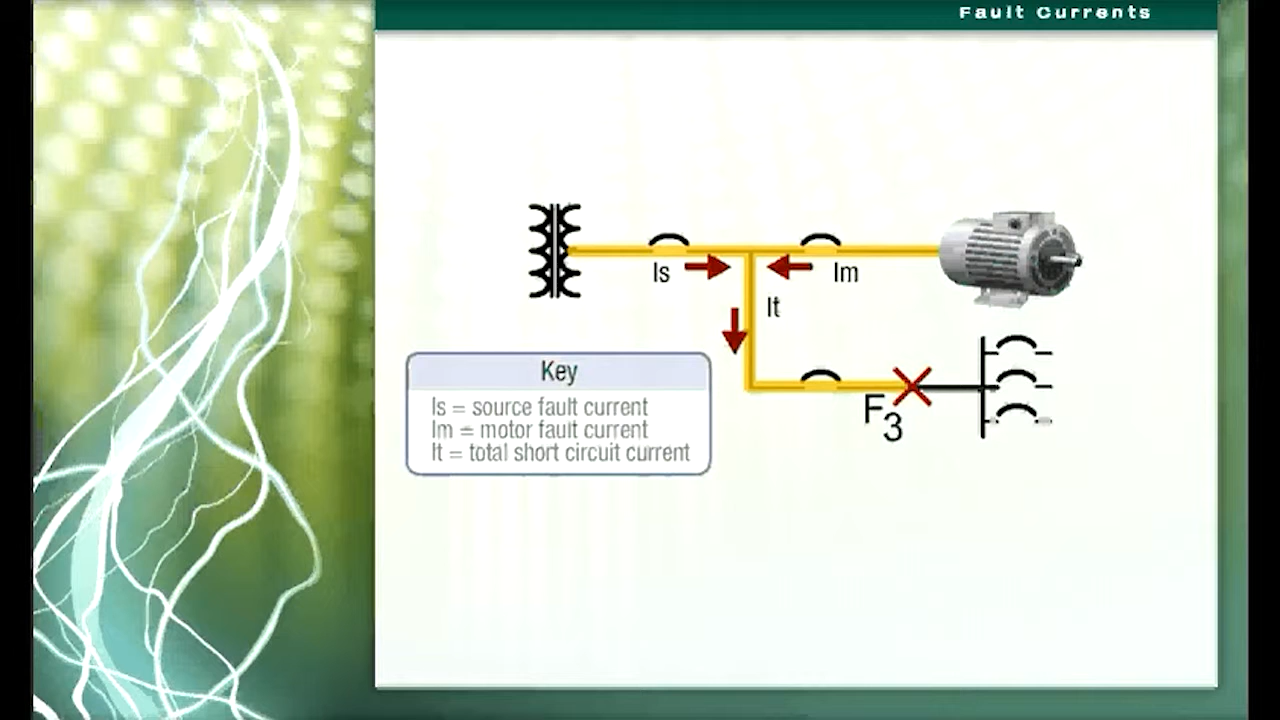 Fault Currents
Is
Im
It
Key
Is = source fault current
Im = motor fault current
It = total short circuit current
F3